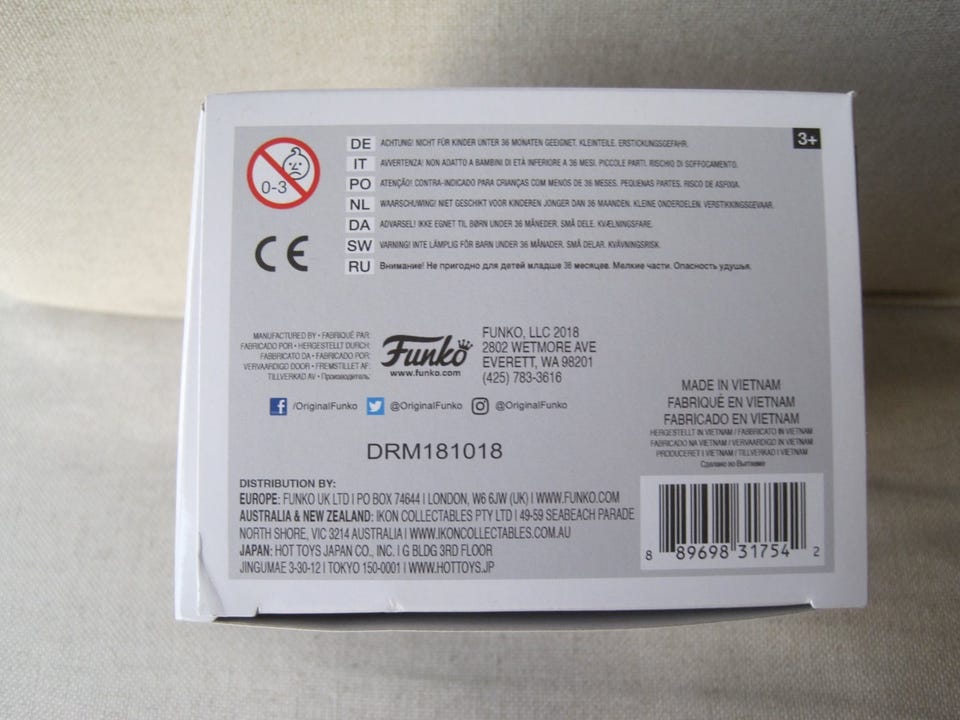 3+
0-3
DE ACHTUNG! NICHT FÜR KINDER UNTER 36 MONATEN GEEIGNET. KLEINTEILE. ERSTICKUNGSGEFAHR.
IT AVVERTENZA! NON ADATTO A BAMBINI DI ETÀ INFERIORE A 36 MESI. PICCOLE PARTI. RISCHIO DI SOFFOCAMENTO.
PO ATENÇÃO! CONTRA-INDICADO PARA CRIANÇAS COM MENOS DE 36 MESES. PEQUENAS PARTES. RISCO DE ASFIXIA.
NL WAARSCHUWING! NIET GESCHIKT VOOR KINDEREN JONGER DAN 36 MAANDEN. KLEINE ONDERDELEN. VERSTIKKINGSGEVAAR.
DA ADVARSEL! IKKE EGNET TIL BØRN UNDER 36 MÅNEDER. SMÅ DELE. KVÆLNINGSFARE.
SW VARNING! INTE LÄMPLIG FÖR BARN UNDER 36 MÅNADER. SMÅ DELAR. KVÄVNINGSRISK.
RU Внимание! Не пригодно для детей младше 36 месяцев. Мелкие части. Опасность удушья.
CE
MANUFACTURED BY • FABRIQUÉ PAR:
FABRICADO POR • HERGESTELLT DURCH:
FABBRICATO DA • FABRICADO POR:
VERVAARDIGD DOOR • FREMSTILLET AF:
TILLVERKAD AV • Производитель:
Funko
www.funko.com
FUNKO, LLC 2018
2802 WETMORE AVE
EVERETT, WA 98201
(425) 783-3616
/OriginalFunko @OriginalFunko @OriginalFunko
DRM181018
MADE IN VIETNAM
FABRIQUÉ EN VIETNAM
FABRICADO EN VIETNAM
HERGESTELLT IN VIETNAM / FABBRICATO IN VIETNAM
FABRICADO NA VIETNAM / VERVAARDIGD IN VIETNAM
PRODUCERET I VIETNAM / TILLVERKAD I VIETNAM
Сделано во Вьетнаме
DISTRIBUTION BY:
EUROPE: FUNKO UK LTD | PO BOX 74644 | LONDON, W6 6JW (UK) | WWW.FUNKO.COM
AUSTRALIA & NEW ZEALAND: IKON COLLECTABLES PTY LTD | 49-59 SEABEACH PARADE
NORTH SHORE, VIC 3214 AUSTRALIA | WWW.IKONCOLLECTABLES.COM.AU
JAPAN: HOT TOYS JAPAN CO., INC. | G BLDG 3RD FLOOR
JINGUMAE 3-30-12 | TOKYO 150-0001 | WWW.HOTTOYS.JP
8 89698 31754 2